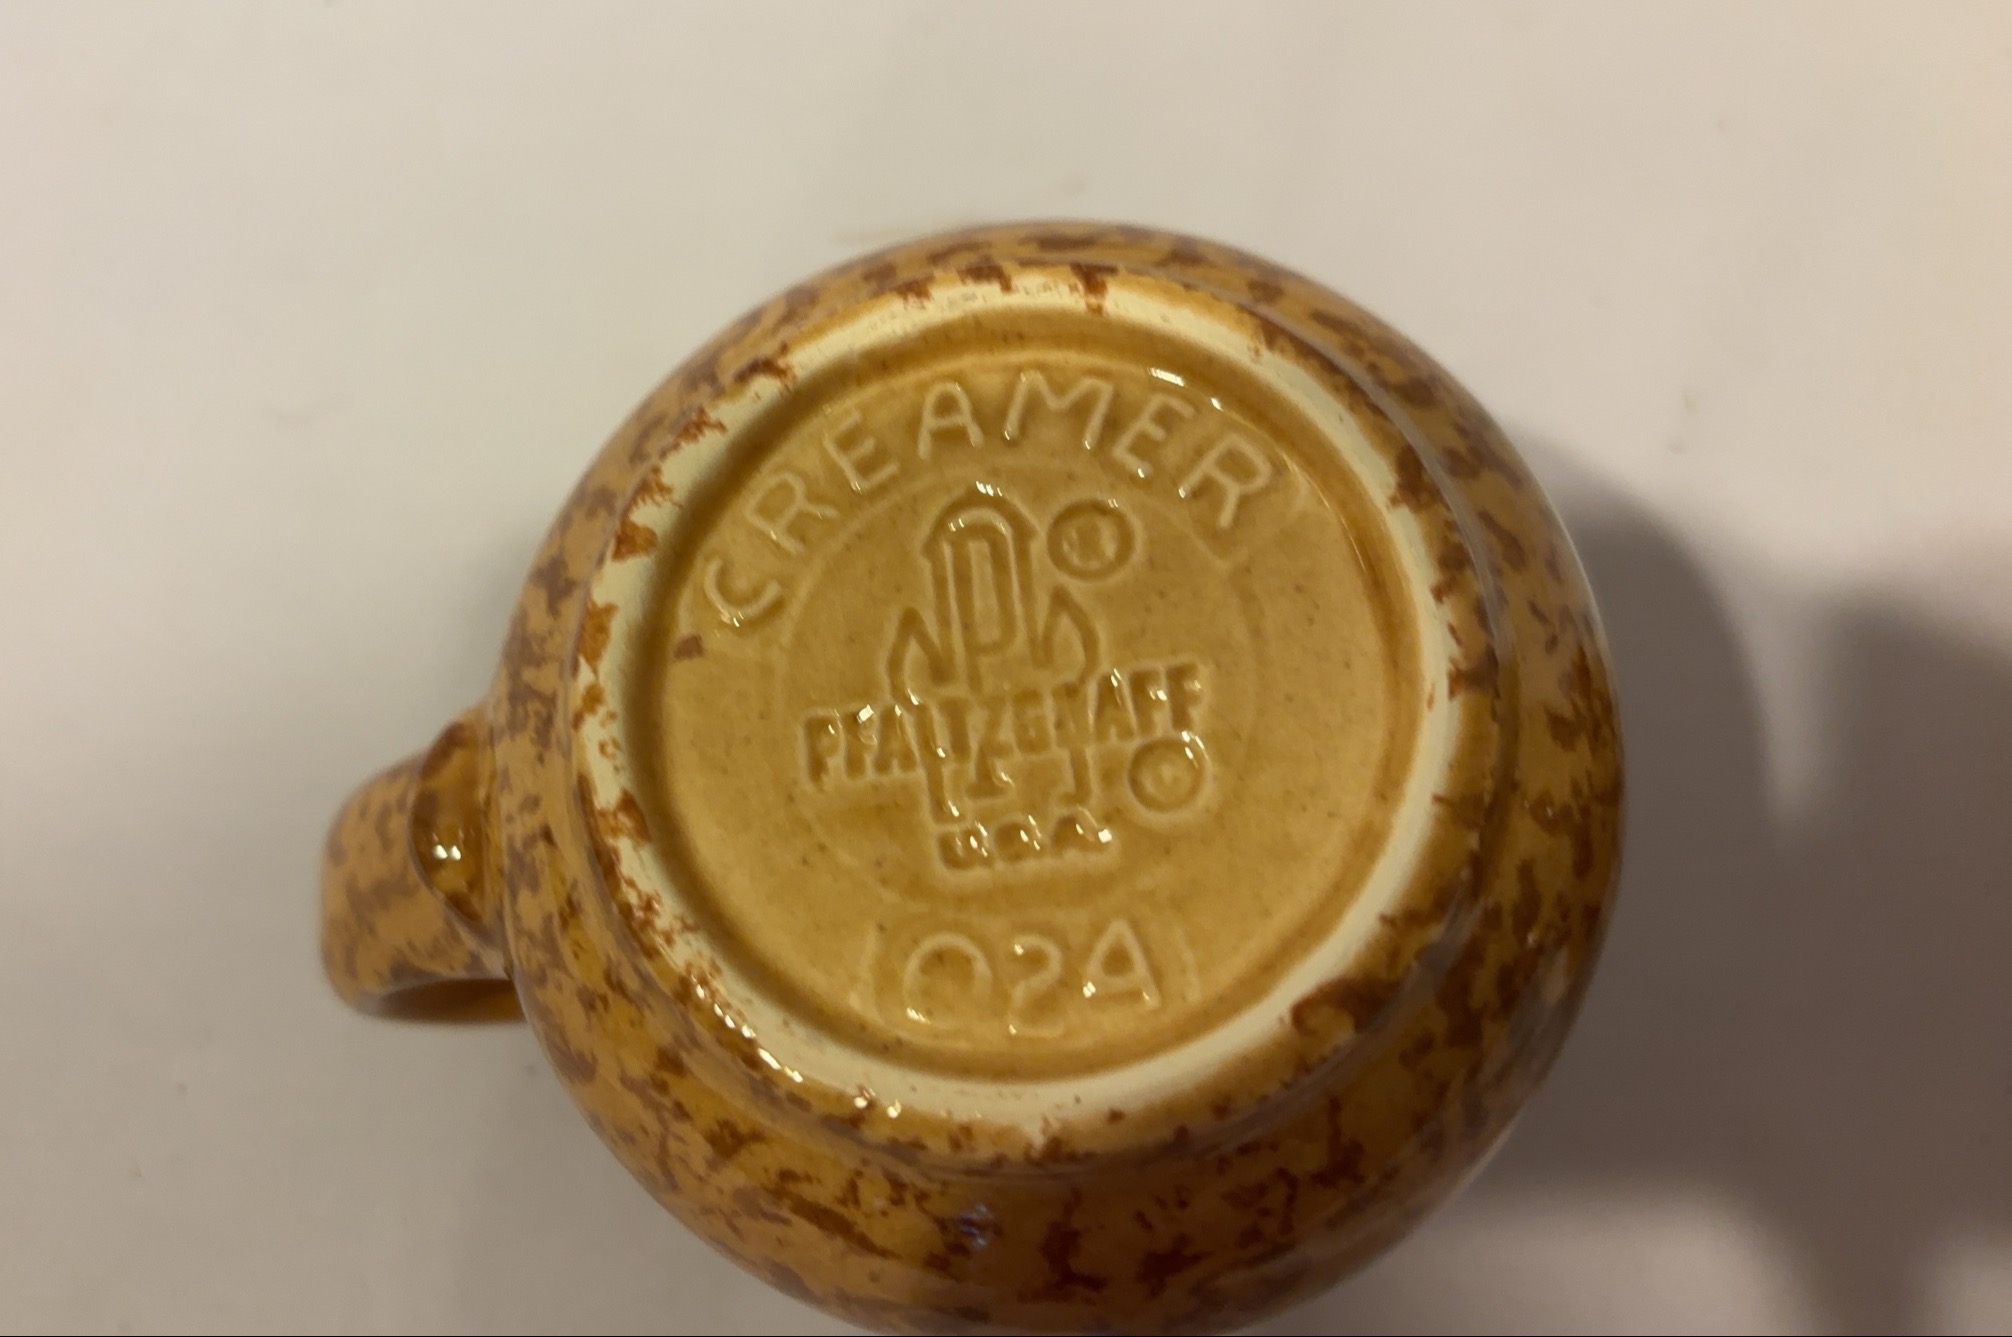 CREAMER
P ®
PFALTZGRAFF
©
U.S.A.
024